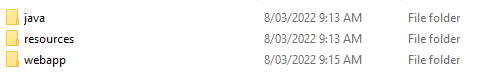 java 8/03/2022 9:13 AM File folder
resources 8/03/2022 9:13 AM File folder
webapp 8/03/2022 9:15 AM File folder